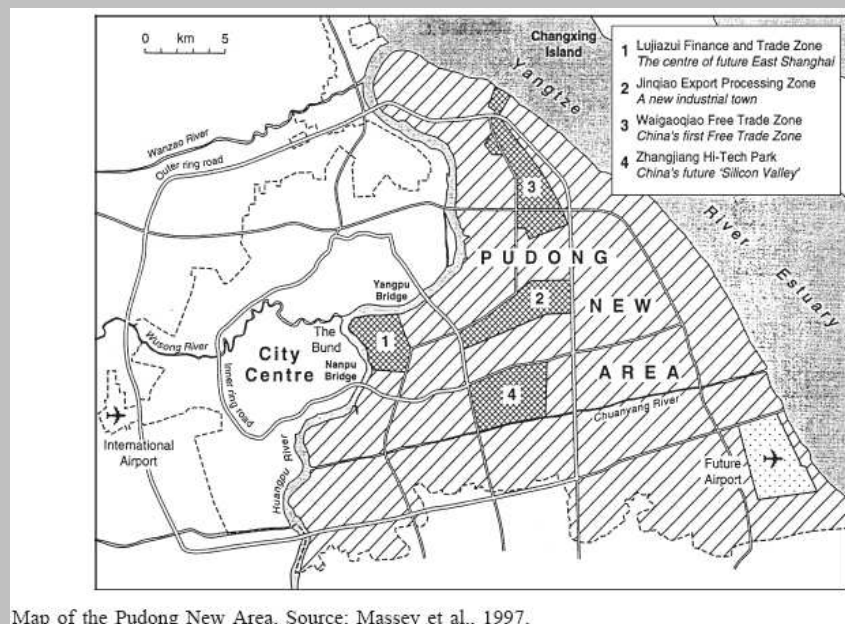 0 km 5
Changxing
Island
1 Lujiazui Finance and Trade Zone
The centre of future East Shanghai
2 Jinqiao Export Processing Zone
A new industrial town
3 Waigaoqiao Free Trade Zone
China's first Free Trade Zone
4 Zhangjiang Hi-Tech Park
China's future 'Silicon Valley'
Yangtze
River
Estuary
Wanzao River
Outer ring road
3
PUDONG
Yangpu
Bridge
2
NEW
The
Bund
1
Wusong River
City
Centre
Nanpu
Bridge
AREA
4
Inner ring road
Chuanyang River
International
Airport
Huangpu River
Future
Airport
Map of the Pudong New Area. Source: Massey et al., 1997.